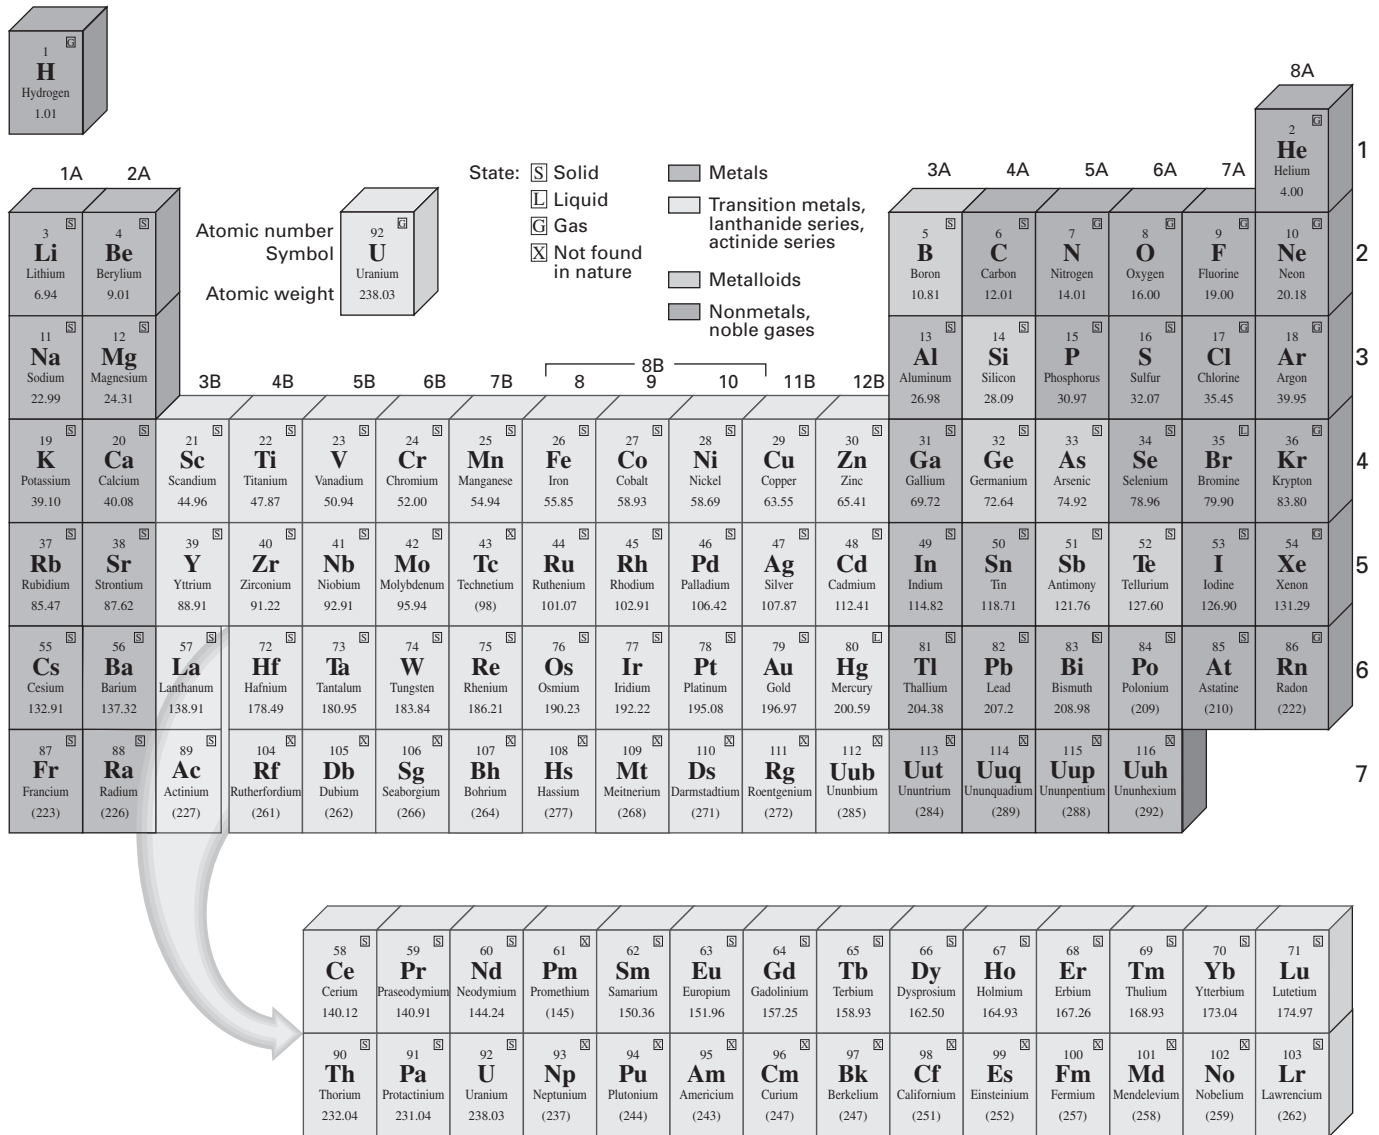 1 G
H
Hydrogen
1.01
8A
2 G
He
Helium
4.00
1
1A 2A
State: S Solid
L Liquid
G Gas
X Not found
in nature
Metals
Transition metals,
lanthanide series,
actinide series
Metalloids
Nonmetals,
noble gases
3A 4A 5A 6A 7A
Atomic number
Symbol
Atomic weight
92 G
U
Uranium
238.03
3 S 4 S 5 S 6 S 7 G 8 G 9 G 10 G
Li Be B C N O F Ne 2
Lithium Berylium Boron Carbon Nitrogen Oxygen Fluorine Neon
6.94 9.01 10.81 12.01 14.01 16.00 19.00 20.18
11 S 12 S 13 S 14 S 15 S 16 S 17 G 18 G
Na Mg Al Si P S Cl Ar 3
Sodium Magnesium Aluminum Silicon Phosphorus Sulfur Chlorine Argon
22.99 24.31 26.98 28.09 30.97 32.07 35.45 39.95
8B
3B 4B 5B 6B 7B 8 9 10 11B 12B
19 S 20 S 21 S 22 S 23 S 24 S 25 S 26 S 27 S 28 S 29 S 30 S 31 S 32 S 33 S 34 S 35 L 36 G
K Ca Sc Ti V Cr Mn Fe Co Ni Cu Zn Ga Ge As Se Br Kr 4
Potassium Calcium Scandium Titanium Vanadium Chromium Manganese Iron Cobalt Nickel Copper Zinc Gallium Germanium Arsenic Selenium Bromine Krypton
39.10 40.08 44.96 47.87 50.94 52.00 54.94 55.85 58.93 58.69 63.55 65.41 69.72 72.64 74.92 78.96 79.90 83.80
37 S 38 S 39 S 40 S 41 S 42 S 43 X 44 S 45 S 46 S 47 S 48 S 49 S 50 S 51 S 52 S 53 S 54 G
Rb Sr Y Zr Nb Mo Tc Ru Rh Pd Ag Cd In Sn Sb Te I Xe 5
Rubidium Strontium Yttrium Zirconium Niobium Molybdenum Technetium Ruthenium Rhodium Palladium Silver Cadmium Indium Tin Antimony Tellurium Iodine Xenon
85.47 87.62 88.91 91.22 92.91 95.94 (98) 101.07 102.91 106.42 107.87 112.41 114.82 118.71 121.76 127.60 126.90 131.29
55 S 56 S 57 S 72 S 73 S 74 S 75 S 76 S 77 S 78 S 79 S 80 L 81 S 82 S 83 S 84 S 85 S 86 G
Cs Ba La Hf Ta W Re Os Ir Pt Au Hg Tl Pb Bi Po At Rn 6
Cesium Barium Lanthanum Hafnium Tantalum Tungsten Rhenium Osmium Iridium Platinum Gold Mercury Thallium Lead Bismuth Polonium Astatine Radon
132.91 137.32 138.91 178.49 180.95 183.84 186.21 190.23 192.22 195.08 196.97 200.59 204.38 207.2 208.98 (209) (210) (222)
87 S 88 S 89 S 104 X 105 X 106 X 107 X 108 X 109 X 110 X 111 X 112 X 113 X 114 X 115 X 116 X
Fr Ra Ac Rf Db Sg Bh Hs Mt Ds Rg Uub Uut Uuq Uup Uuh 7
Francium Radium Actinium Rutherfordium Dubium Seaborgium Bohrium Hassium Meitnerium Darmstadtium Roentgenium Ununbium Ununtrium Ununquadium Ununpentium Ununhexium
(223) (226) (227) (261) (262) (266) (264) (277) (268) (271) (272) (285) (284) (289) (288) (292)
58 S 59 S 60 S 61 X 62 S 63 S 64 S 65 S 66 S 67 S 68 S 69 S 70 S 71 S
Ce Pr Nd Pm Sm Eu Gd Tb Dy Ho Er Tm Yb Lu
Cerium Praseodymium Neodymium Promethium Samarium Europium Gadolinium Terbium Dysprosium Holmium Erbium Thulium Ytterbium Lutetium
140.12 140.91 144.24 (145) 150.36 151.96 157.25 158.93 162.50 164.93 167.26 168.93 173.04 174.97
90 S 91 S 92 S 93 X 94 X 95 X 96 X 97 X 98 X 99 X 100 X 101 X 102 X 103 S
Th Pa U Np Pu Am Cm Bk Cf Es Fm Md No Lr
Thorium Protactinium Uranium Neptunium Plutonium Americium Curium Berkelium Californium Einsteinium Fermium Mendelevium Nobelium Lawrencium
232.04 231.04 238.03 (237) (244) (243) (247) (247) (251) (252) (257) (258) (259) (262)